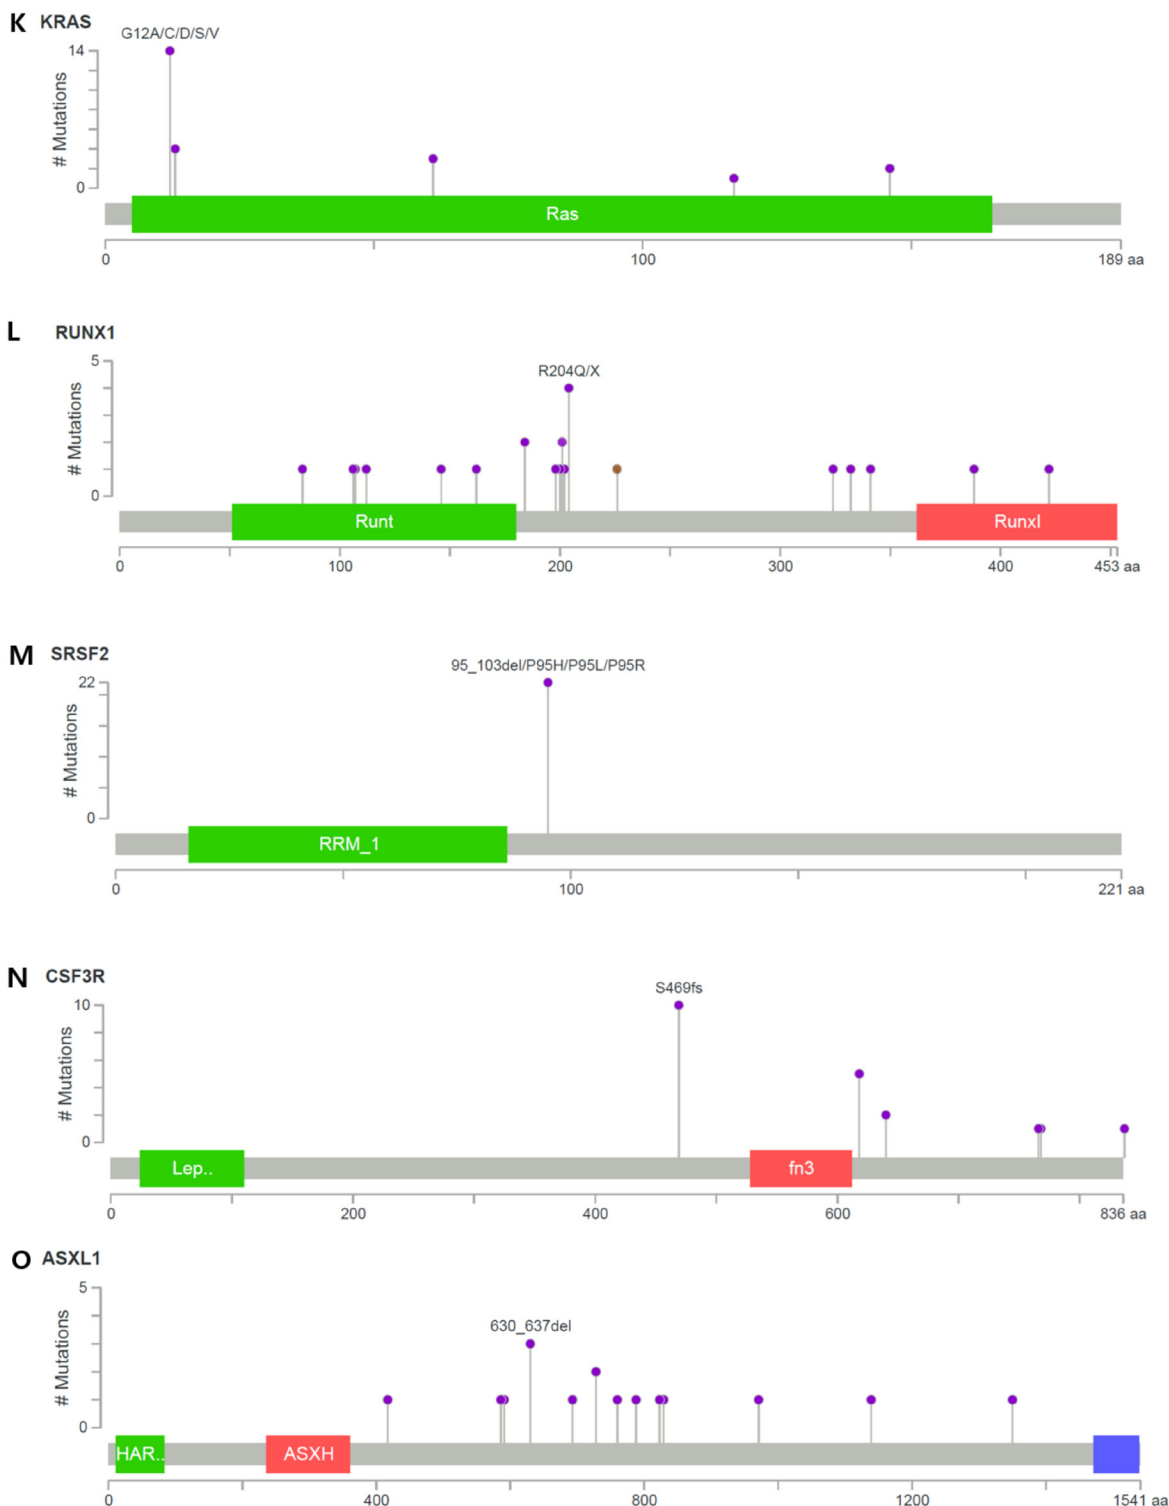 K KRAS
G12A/C/D/S/V
14
# Mutations
0
Ras
0 100 189 aa
L RUNX1
5
R204Q/X
# Mutations
0
Runt RunxI
0 100 200 300 400 453 aa
M SRSF2
95_103del/P95H/P95L/P95R
22
# Mutations
0
RRM_1
0 100 221 aa
N CSF3R
S469fs
10
# Mutations
0
Lep.. fn3
0 200 400 600 836 aa
O ASXL1
5
630_637del
# Mutations
0
HAR.. ASXH
0 400 800 1200 1541 aa